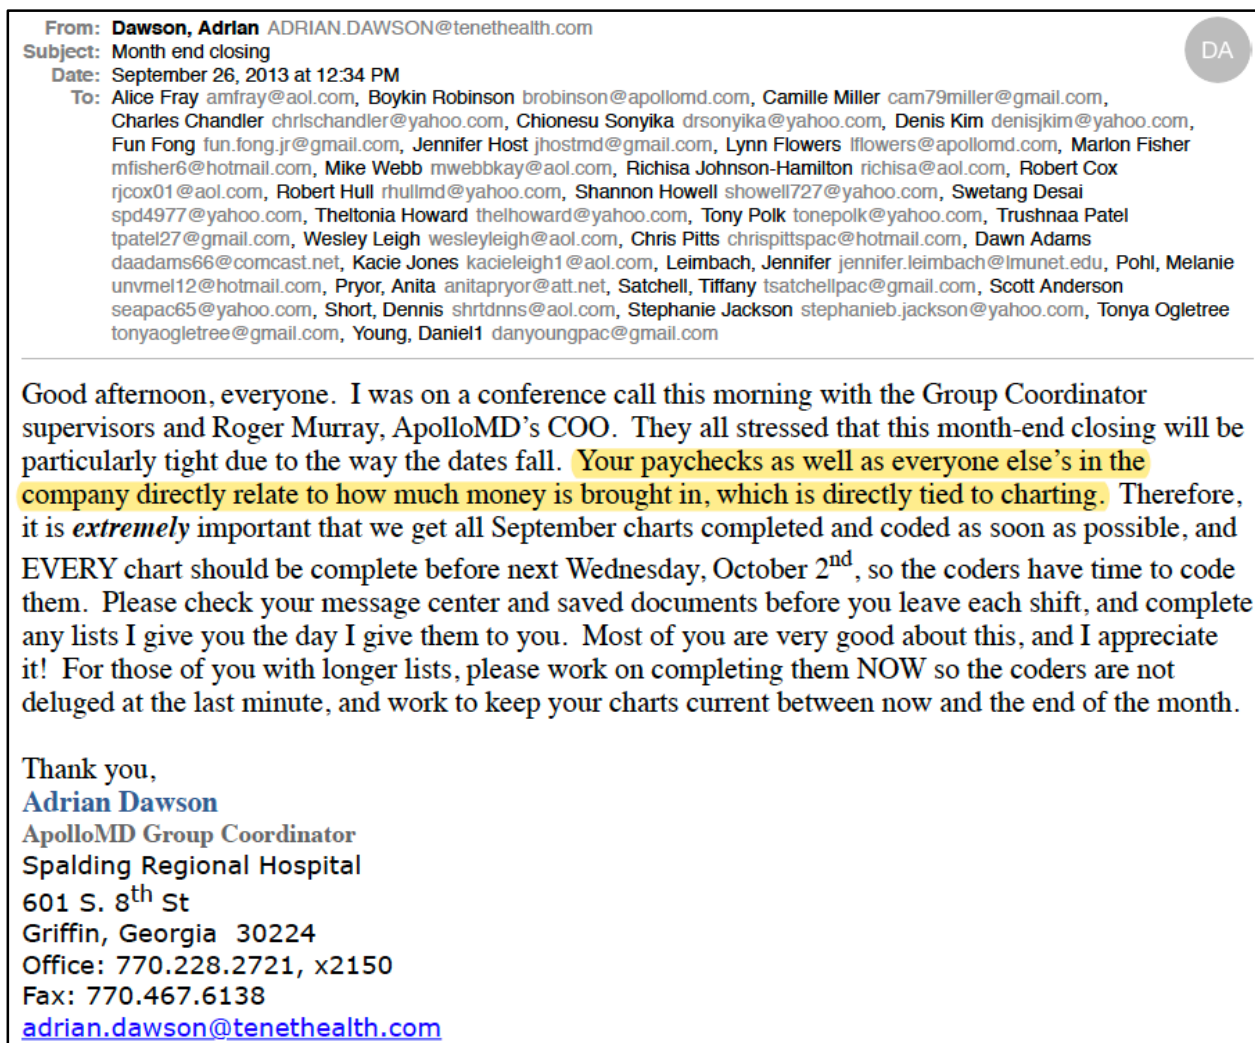 From: Dawson, Adrian ADRIAN.DAWSON@tenethealth.com
Subject: Month end closing
Date: September 26, 2013 at 12:34 PM
To: Alice Fray amfray@aol.com, Boykin Robinson brobinson@apollomd.com, Camille Miller cam79miller@gmail.com,
Charles Chandler chrlschandler@yahoo.com, Chionesu Sonyika drsonyika@yahoo.com, Denis Kim denisjkim@yahoo.com,
Fun Fong fun.fong.jr@gmail.com, Jennifer Host jhostmd@gmail.com, Lynn Flowers lflowers@apollomd.com, Marlon Fisher
mfisher6@hotmail.com, Mike Webb mwebbkay@aol.com, Richisa Johnson-Hamilton richisa@aol.com, Robert Cox
rjcox01@aol.com, Robert Hull rhullmd@yahoo.com, Shannon Howell showell727@yahoo.com, Swetang Desai
spd4977@yahoo.com, Theltonia Howard thelhoward@yahoo.com, Tony Polk tonepolk@yahoo.com, Trushnaa Patel
tpatel27@gmail.com, Wesley Leigh wesleyleigh@aol.com, Chris Pitts chrispittspac@hotmail.com, Dawn Adams
daadams66@comcast.net, Kacie Jones kacieleigh1@aol.com, Leimbach, Jennifer jennifer.leimbach@lmunet.edu, Pohl, Melanie
unvmel12@hotmail.com, Pryor, Anita anitapryor@att.net, Satchell, Tiffany tsatchellpac@gmail.com, Scott Anderson
seapac65@yahoo.com, Short, Dennis shrtdnns@aol.com, Stephanie Jackson stephanieb.jackson@yahoo.com, Tonya Ogletree
tonyaogletree@gmail.com, Young, Daniel1 danyoungpac@gmail.com
DA
Good afternoon, everyone. I was on a conference call this morning with the Group Coordinator
supervisors and Roger Murray, ApolloMD's COO. They all stressed that this month-end closing will be
particularly tight due to the way the dates fall. Your paychecks as well as everyone else's in the
company directly relate to how much money is brought in, which is directly tied to charting. Therefore,
it is extremely important that we get all September charts completed and coded as soon as possible, and
EVERY chart should be complete before next Wednesday, October 2nd, so the coders have time to code
them. Please check your message center and saved documents before you leave each shift, and complete
any lists I give you the day I give them to you. Most of you are very good about this, and I appreciate
it! For those of you with longer lists, please work on completing them NOW so the coders are not
deluged at the last minute, and work to keep your charts current between now and the end of the month.
Thank you,
Adrian Dawson
ApolloMD Group Coordinator
Spalding Regional Hospital
601 S. 8th St
Griffin, Georgia 30224
Office: 770.228.2721, x2150
Fax: 770.467.6138
adrian.dawson@tenethealth.com